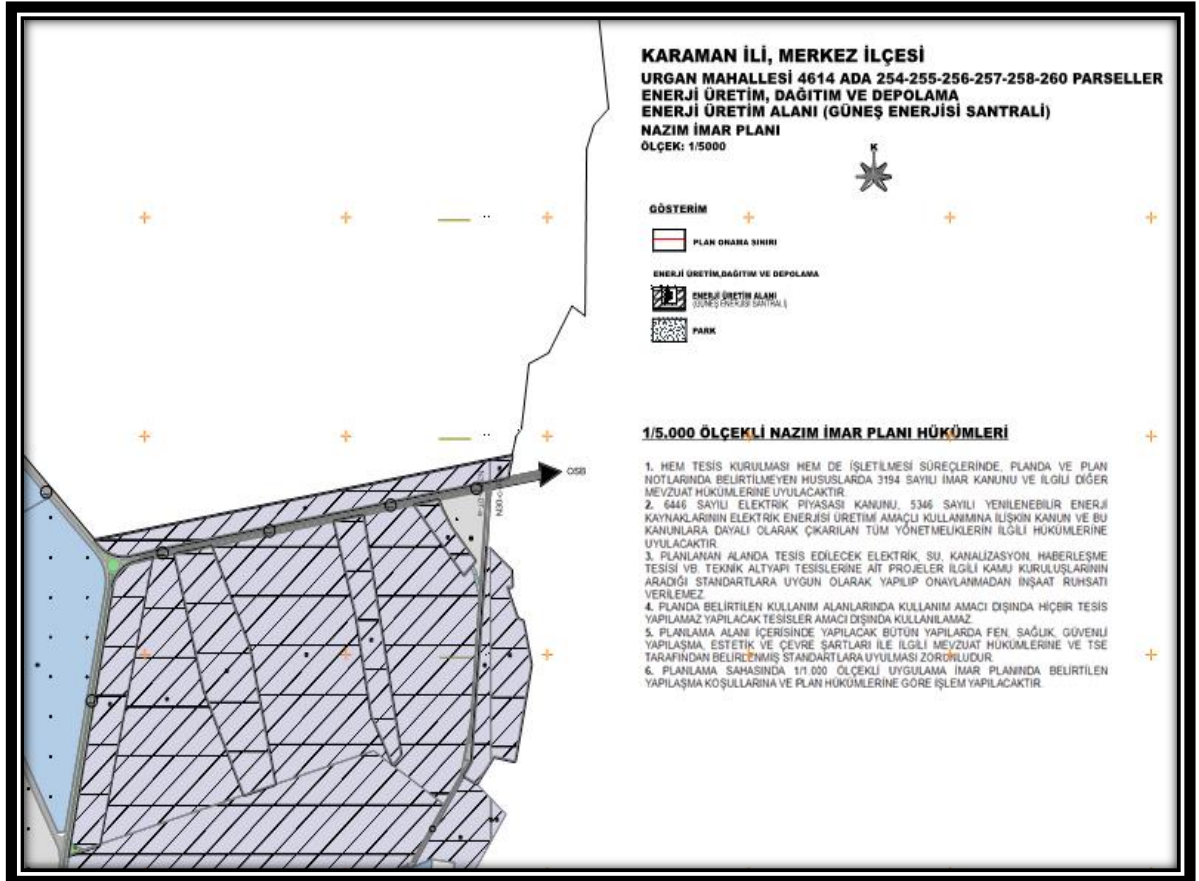 KARAMAN İLİ, MERKEZ İLÇESİ
URGAN MAHALLESİ 4614 ADA 254-255-256-257-258-260 PARSELLER
ENERJİ ÜRETİM, DAĞITIM VE DEPOLAMA
ENERJİ ÜRETİM ALANI (GÜNEŞ ENERJİSİ SANTRALİ)
NAZIM İMAR PLANI
ÖLÇEK: 1/5000
K
GÖSTERİM
PLAN ONAMA SINIRI
ENERJİ ÜRETİM,DAĞITIM VE DEPOLAMA
ENERJİ ÜRETİM ALANI
(GÜNEŞ ENERJİSİ SANTRALİ)
PARK
1/5.000 ÖLÇEKLİ NAZIM İMAR PLANI HÜKÜMLERİ
1. HEM TESİS KURULMASI HEM DE İŞLETİLMESİ SÜREÇLERİNDE, PLANDA VE PLAN
NOTLARINDA BELİRTİLMEYEN HUSUSLARDA 3194 SAYILI İMAR KANUNU VE İLGİLİ DİĞER
MEVZUAT HÜKÜMLERİNE UYULACAKTIR.
2. 6446 SAYILI ELEKTRİK PİYASASI KANUNU, 5346 SAYILI YENİLENEBİLİR ENERJİ
KAYNAKLARININ ELEKTRİK ENERJİSİ ÜRETİMİ AMAÇLI KULLANIMINA İLİŞKİN KANUN VE BU
KANUNLARA DAYALI OLARAK ÇIKARILAN TÜM YÖNETMELİKLERİN İLGİLİ HÜKÜMLERİNE
UYULACAKTIR.
3. PLANLANAN ALANDA TESİS EDİLECEK ELEKTRİK, SU, KANALİZASYON, HABERLEŞME
TESİSİ VB. TEKNİK ALTYAPI TESİSLERİNE AİT PROJELER İLGİLİ KAMU KURULUŞLARININ
ARADIĞI STANDARTLARA UYGUN OLARAK YAPILIP ONAYLANMADAN İNŞAAT RUHSATI
VERİLEMEZ.
4. PLANDA BELİRTİLEN KULLANIM ALANLARINDA KULLANIM AMACI DIŞINDA HİÇBİR TESİS
YAPILAMAZ YAPILACAK TESİSLER AMACI DIŞINDA KULLANILAMAZ.
5. PLANLAMA ALANI İÇERİSİNDE YAPILACAK BÜTÜN YAPILARDA FEN, SAĞLIK, GÜVENLİ
YAPILAŞMA, ESTETİK VE ÇEVRE ŞARTLARI İLE İLGİLİ MEVZUAT HÜKÜMLERİNE VE TSE
TARAFINDAN BELİRLENMİŞ STANDARTLARA UYULMASI ZORUNLUDUR.
6. PLANLAMA SAHASINDA 1/1.000 ÖLÇEKLİ UYGULAMA İMAR PLANINDA BELİRTİLEN
YAPILAŞMA KOŞULLARINA VE PLAN HÜKÜMLERİNE GÖRE İŞLEM YAPILACAKTIR.
OSB